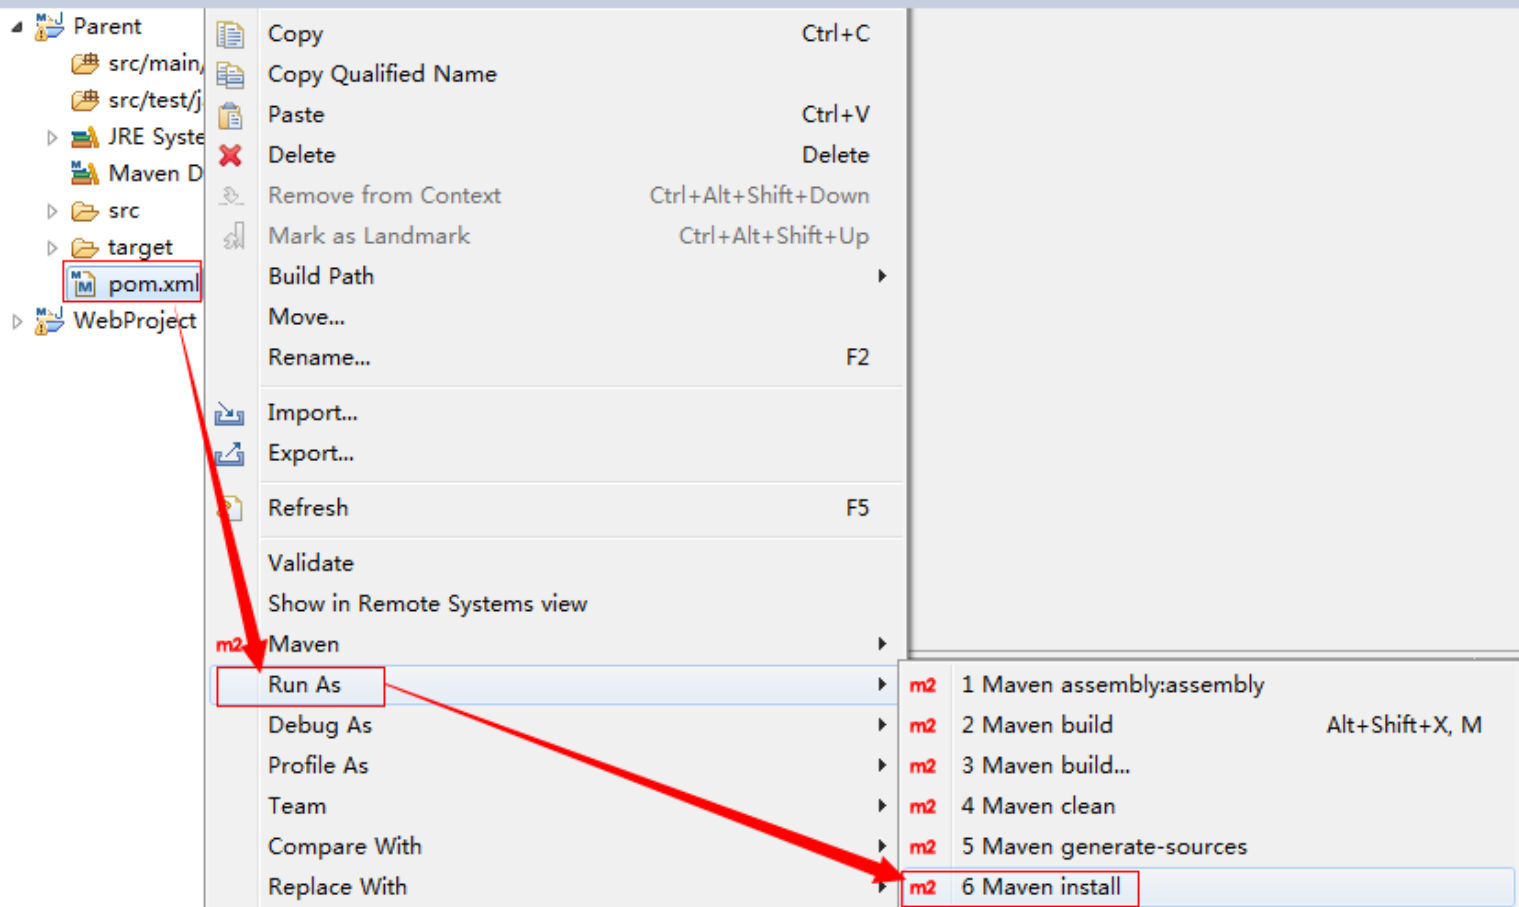 Parent
src/main/
src/test/j
JRE Syste
Maven D
src
target
pom.xml
WebProject
Copy Ctrl+C
Copy Qualified Name
Paste Ctrl+V
Delete Delete
Remove from Context Ctrl+Alt+Shift+Down
Mark as Landmark Ctrl+Alt+Shift+Up
Build Path
Move...
Rename... F2
Import...
Export...
Refresh F5
Validate
Show in Remote Systems view
m2 Maven
Run As
Debug As
Profile As
Team
Compare With
Replace With
m2 1 Maven assembly:assembly
m2 2 Maven build Alt+Shift+X, M
m2 3 Maven build...
m2 4 Maven clean
m2 5 Maven generate-sources
m2 6 Maven install